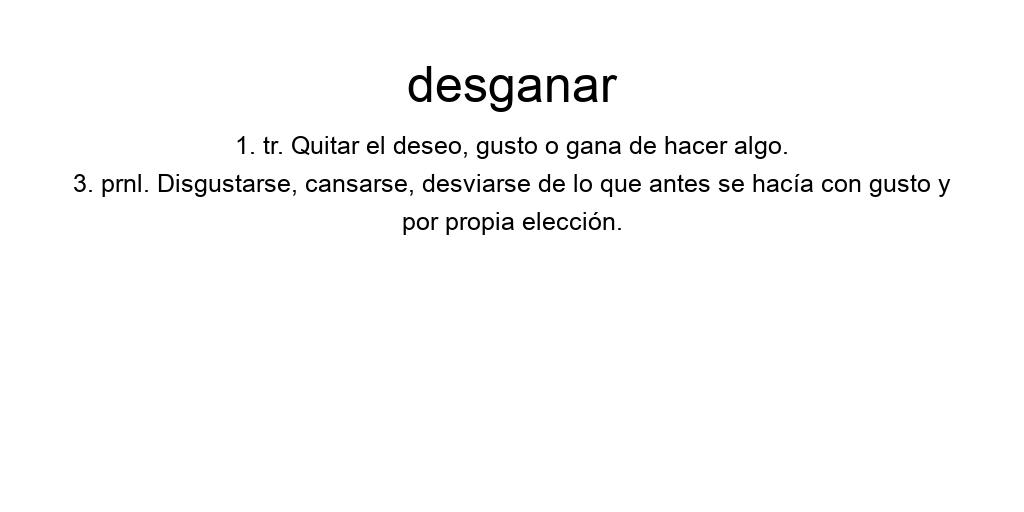 desganar
1. tr. Quitar el deseo, gusto o gana de hacer algo.
3. prnl. Disgustarse, cansarse, desviarse de lo que antes se hacía con gusto y
por propia elección.